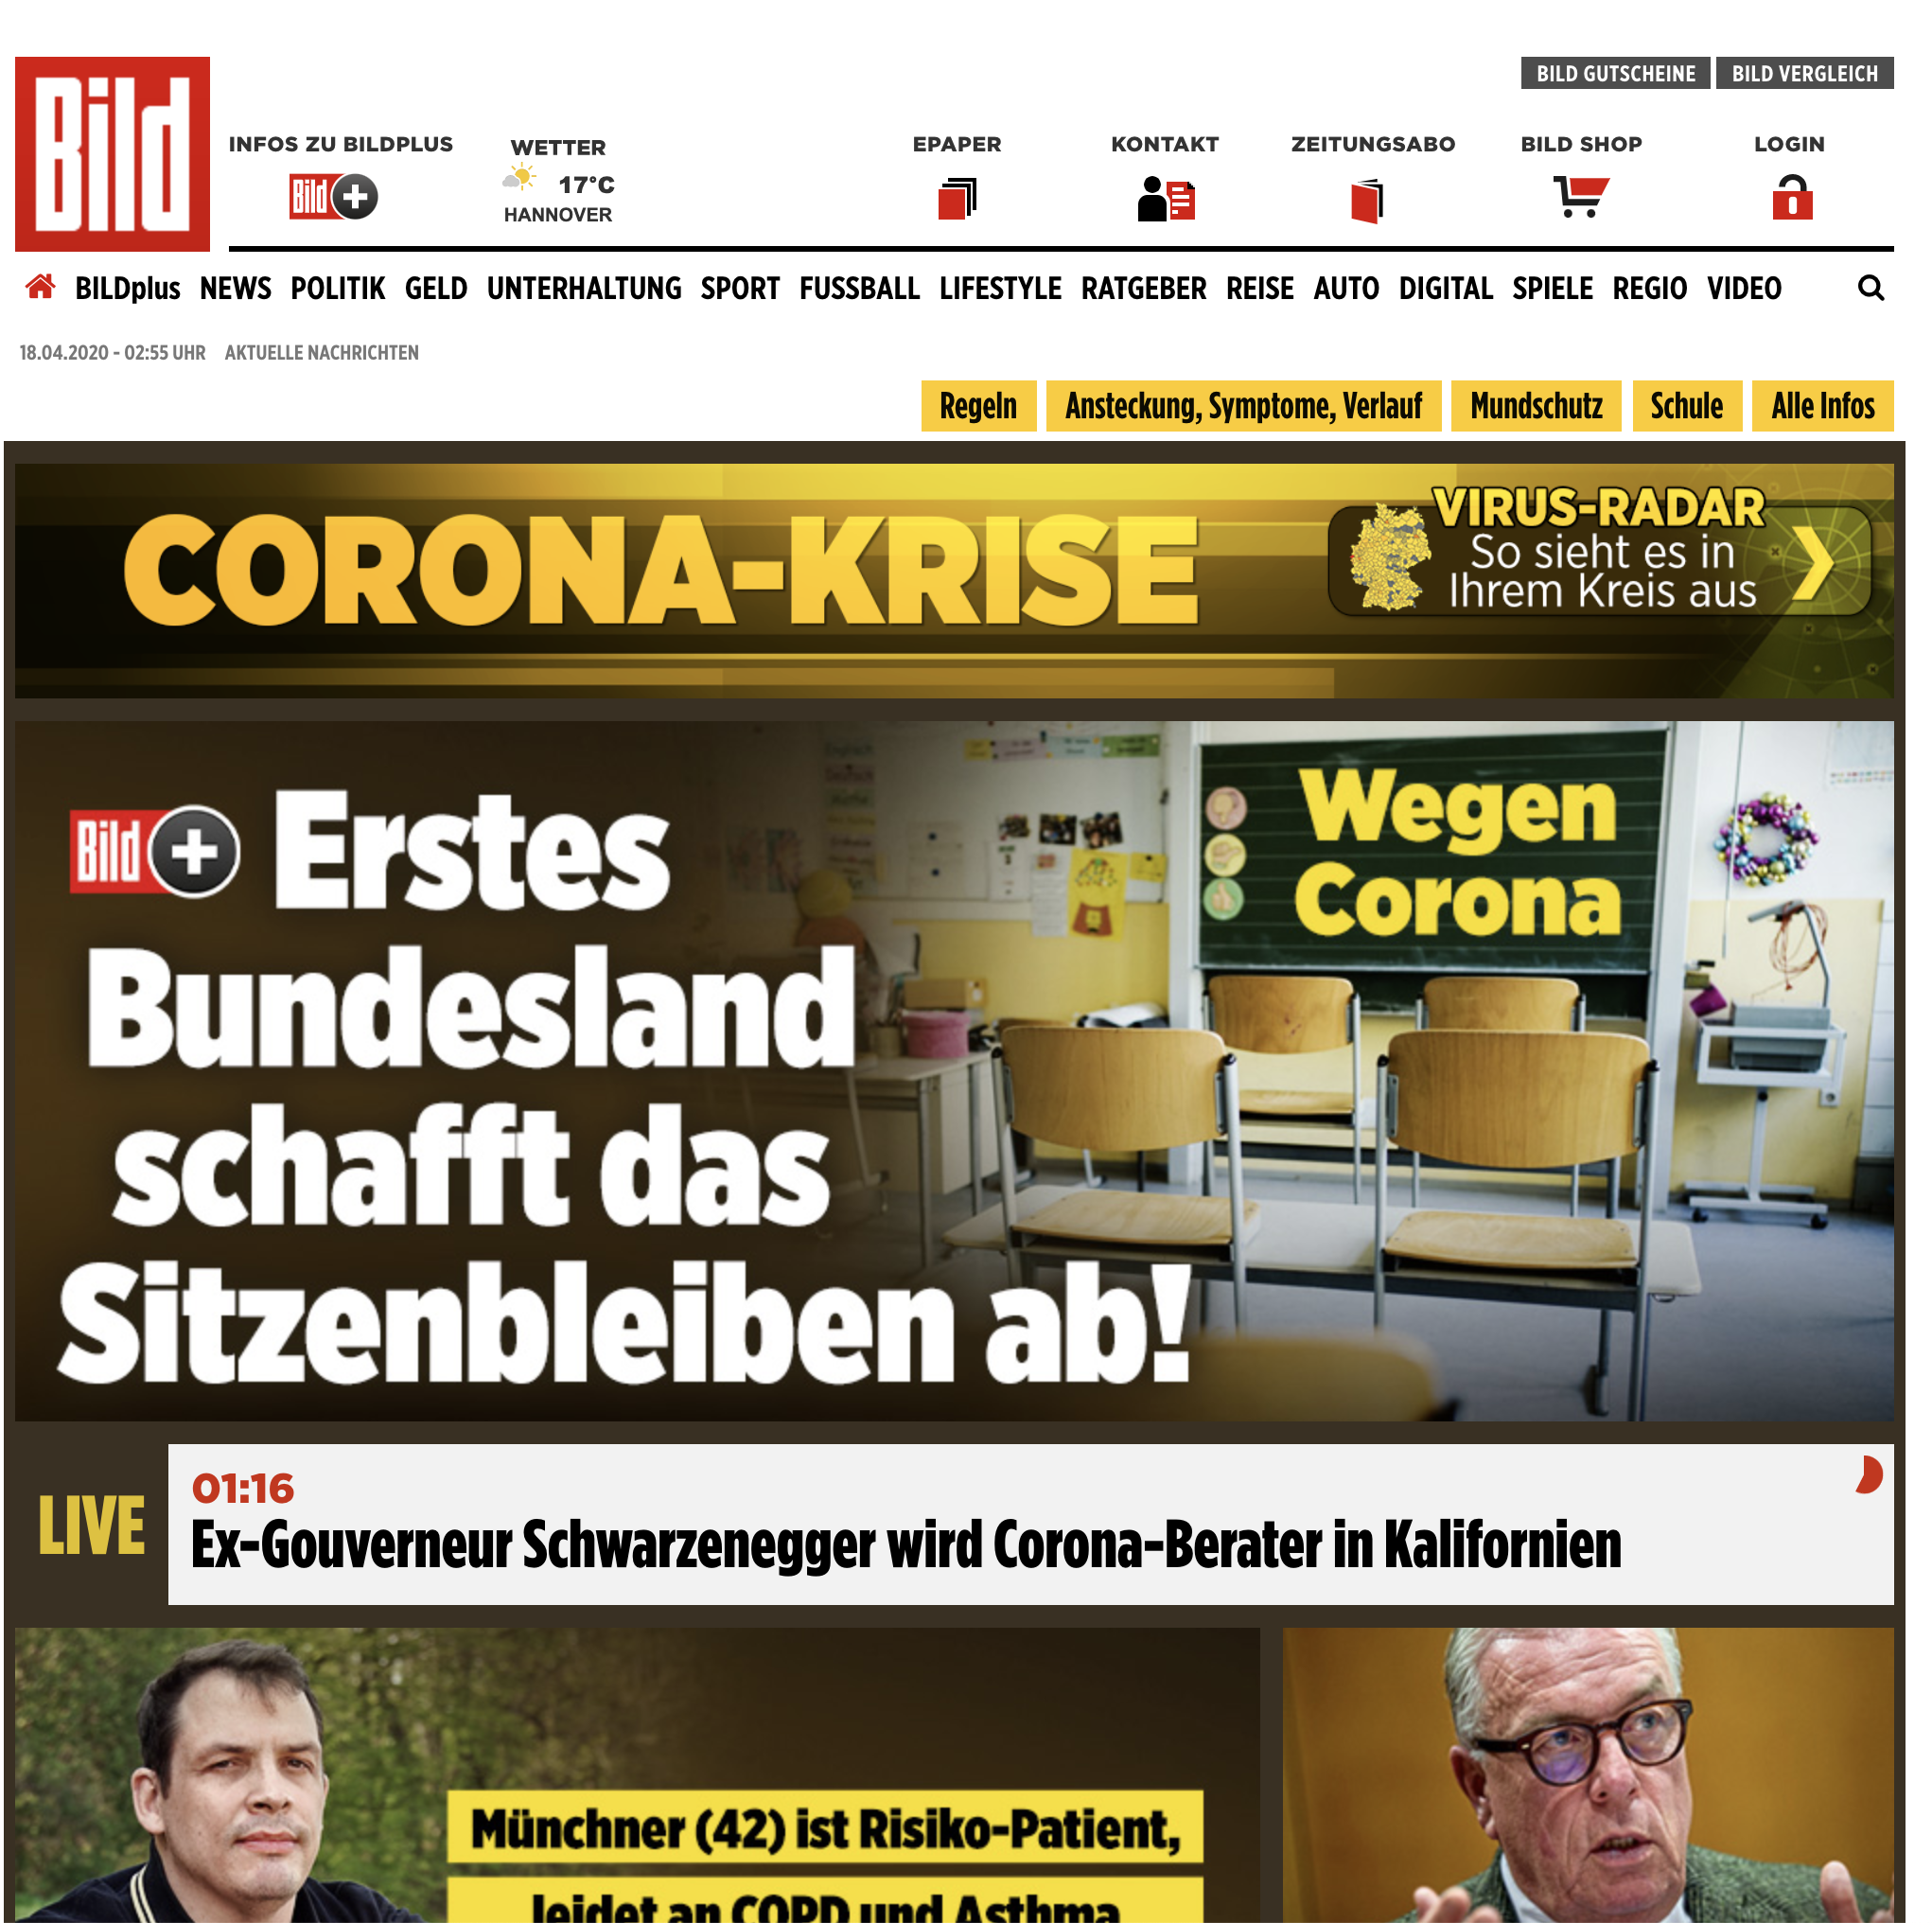 BILD GUTSCHEINE BILD VERGLEICH
Bild
INFOS ZU BILDPLUS
Bild +
WETTER
17°C
HANNOVER
EPAPER
KONTAKT
ZEITUNGSABO
BILD SHOP
LOGIN
BILDplus NEWS POLITIK GELD UNTERHALTUNG SPORT FUSSBALL LIFESTYLE RATGEBER REISE AUTO DIGITAL SPIELE REGIO VIDEO
18.04.2020 - 02:55 UHR AKTUELLE NACHRICHTEN
Regeln Ansteckung, Symptome, Verlauf Mundschutz Schule Alle Infos
CORONA-KRISE
VIRUS-RADAR
So sieht es in
Ihrem Kreis aus
Bild + Erstes
Bundesland
schafft das
Sitzenbleiben ab!
Wegen
Corona
LIVE
01:16
Ex-Gouverneur Schwarzenegger wird Corona-Berater in Kalifornien
Münchner (42) ist Risiko-Patient,
leidet an COPD und Asthma